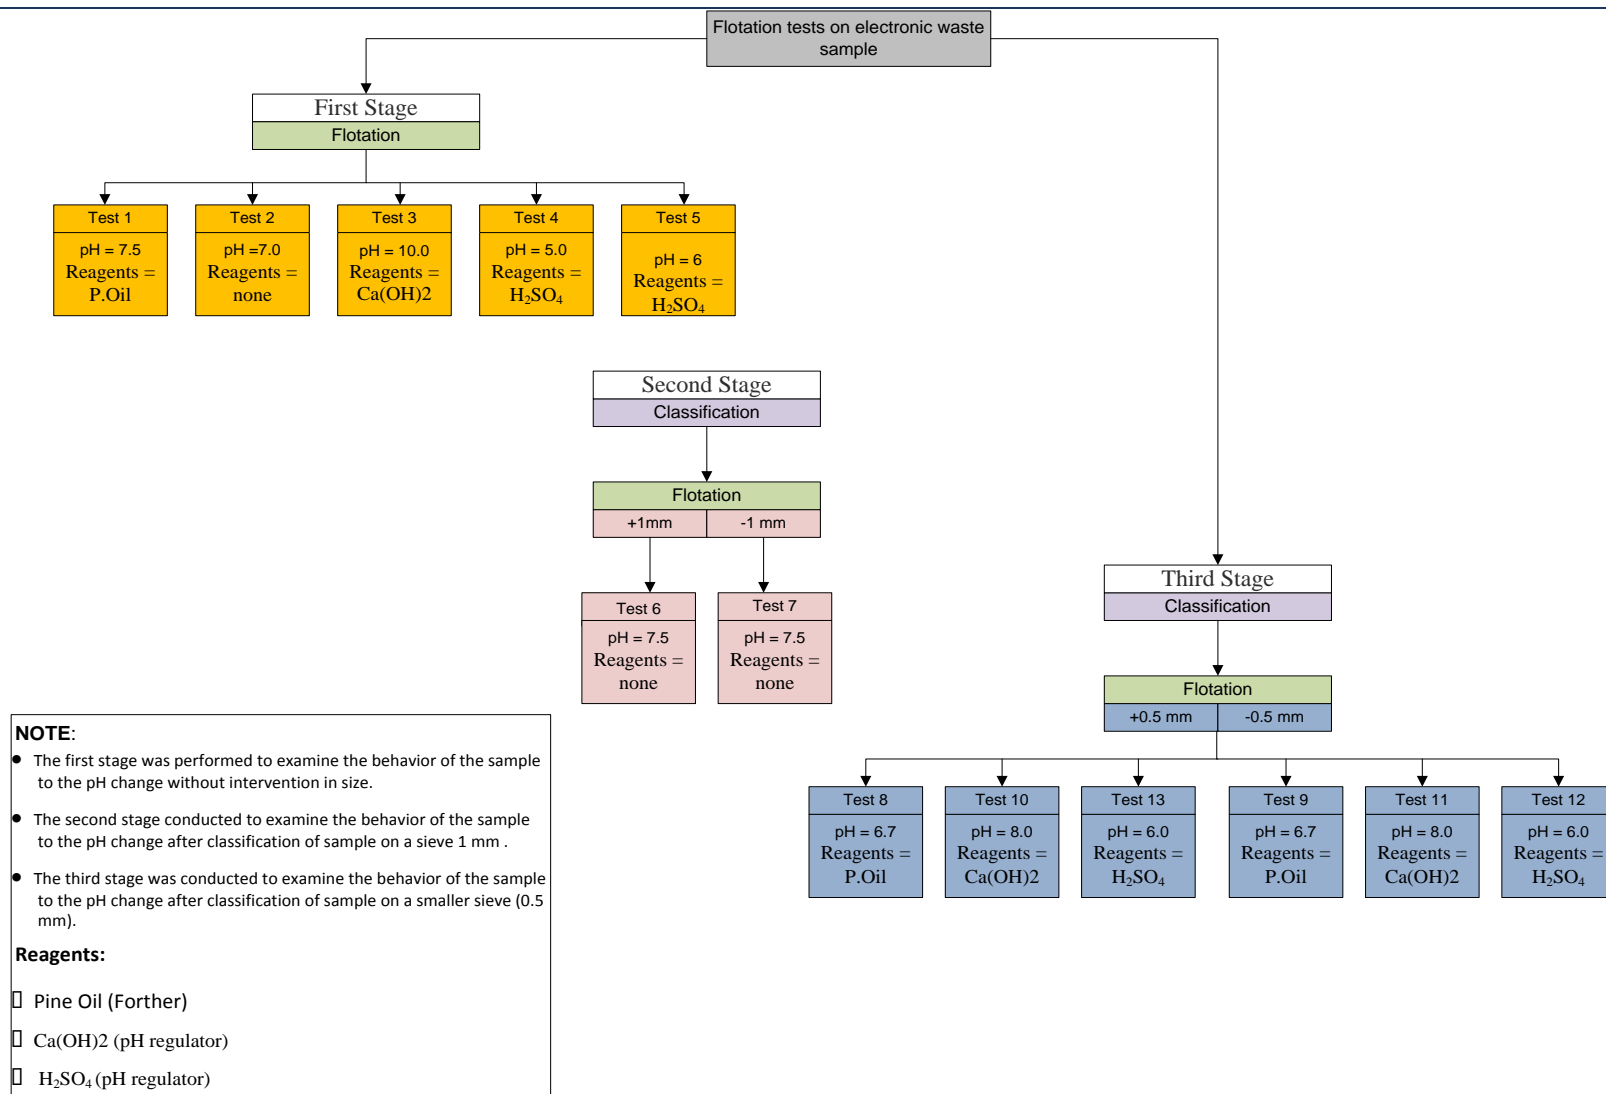 Flotation tests on electronic waste
sample
First Stage
Flotation
Test 1
pH = 7.5
Reagents =
P.Oil
Test 2
pH =7.0
Reagents =
none
Test 3
pH = 10.0
Reagents =
Ca(OH)2
Test 4
pH = 5.0
Reagents =
H₂SO₄
Test 5
pH = 6
Reagents =
H₂SO₄
Second Stage
Classification
Flotation
+1mm
-1 mm
Test 6
pH = 7.5
Reagents =
none
Test 7
pH = 7.5
Reagents =
none
Third Stage
Classification
Flotation
+0.5 mm
-0.5 mm
Test 8
pH = 6.7
Reagents =
P.Oil
Test 10
pH = 8.0
Reagents =
Ca(OH)2
Test 13
pH = 6.0
Reagents =
H₂SO₄
Test 9
pH = 6.7
Reagents =
P.Oil
Test 11
pH = 8.0
Reagents =
Ca(OH)2
Test 12
pH = 6.0
Reagents =
H₂SO₄
NOTE:
• The first stage was performed to examine the behavior of the sample
to the pH change without intervention in size.
• The second stage conducted to examine the behavior of the sample
to the pH change after classification of sample on a sieve 1 mm .
• The third stage was conducted to examine the behavior of the sample
to the pH change after classification of sample on a smaller sieve (0.5
mm).
Reagents:
▯ Pine Oil (Forther)
▯ Ca(OH)2 (pH regulator)
▯ H₂SO₄ (pH regulator)